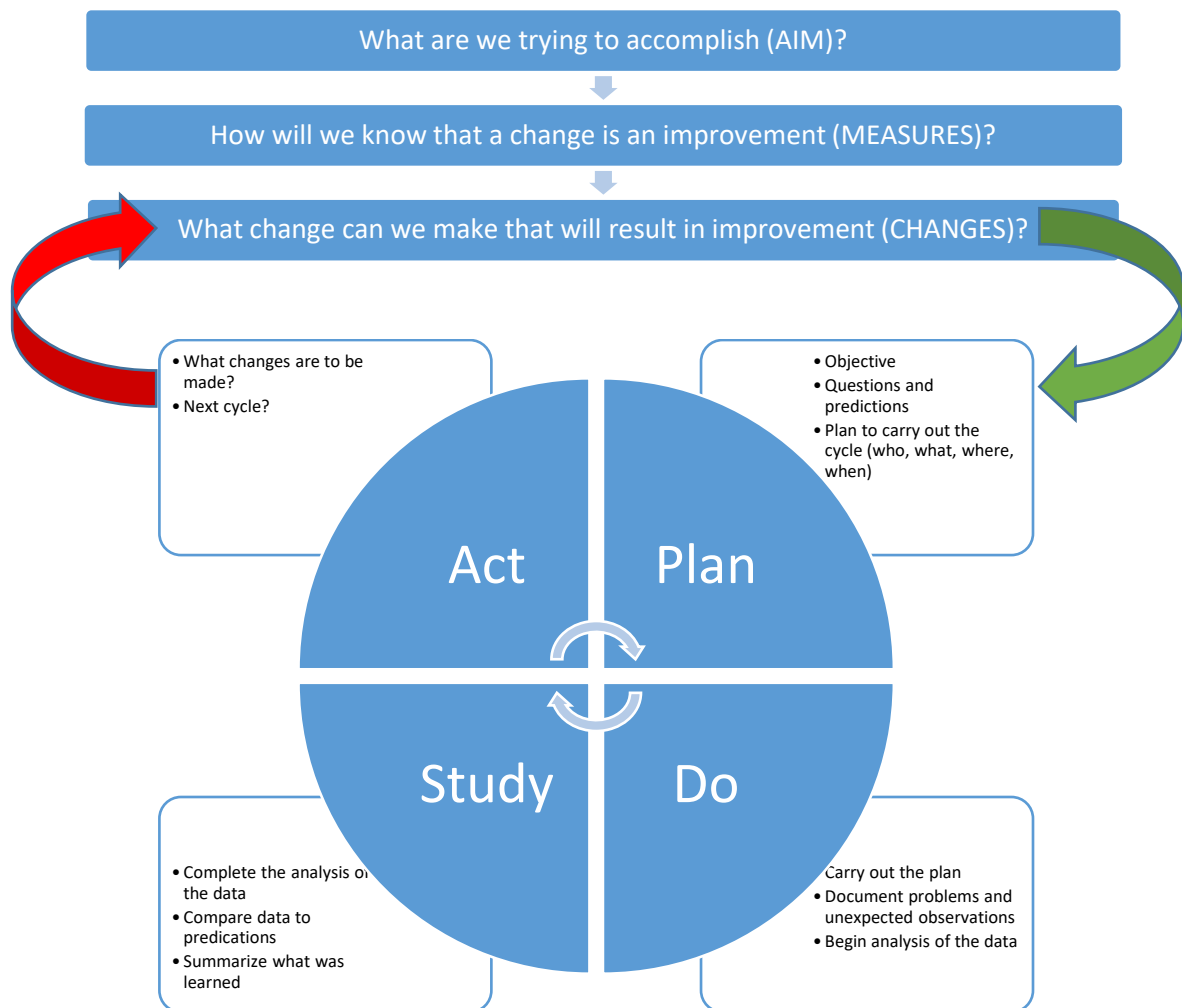 What are we trying to accomplish (AIM)?
How will we know that a change is an improvement (MEASURES)?
What change can we make that will result in improvement (CHANGES)?
• What changes are to be
made?
• Next cycle?
• Objective
• Questions and
predictions
• Plan to carry out the
cycle (who, what, where,
when)
Act
Plan
Study
Do
• Complete the analysis of
the data
• Compare data to
predications
• Summarize what was
learned
Carry out the plan
• Document problems and
unexpected observations
• Begin analysis of the data